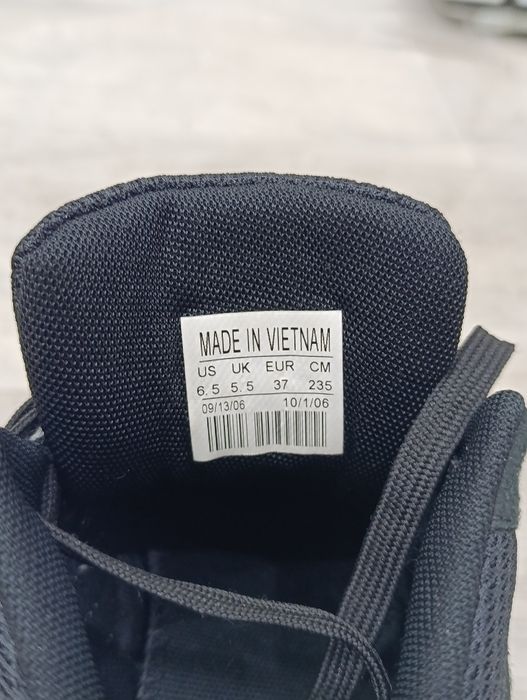 MADE IN VIETNAM
US UK EUR CM
6.5 5.5 37 235
09/13/06 10/1/06